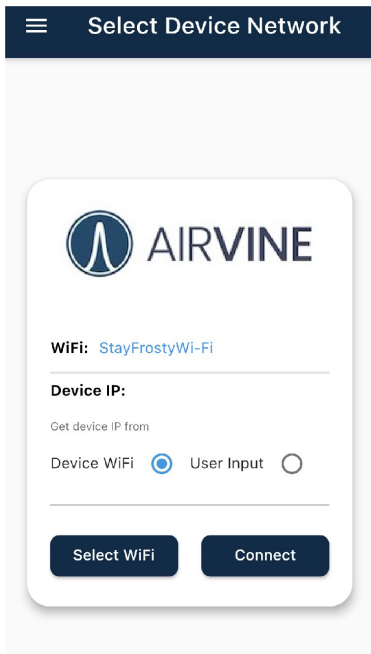 Select Device Network
AIRVINE
WiFi: StayFrostyWi-Fi
Device IP:
Get device IP from
Device WiFi User Input
Select WiFi Connect